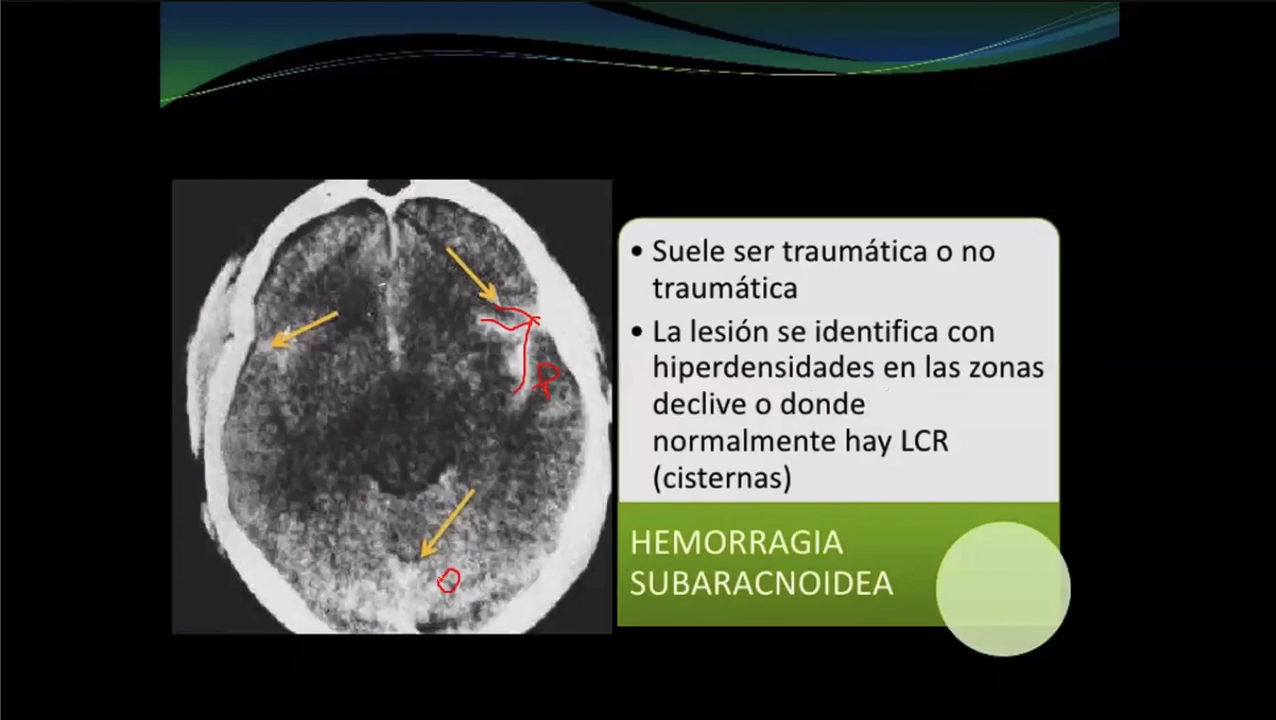 • Suele ser traumática o no
traumática
• La lesión se identifica con
hiperdensidades en las zonas
declive o donde
normalmente hay LCR
(cisternas)
HEMORRAGIA
SUBARACNOIDEA